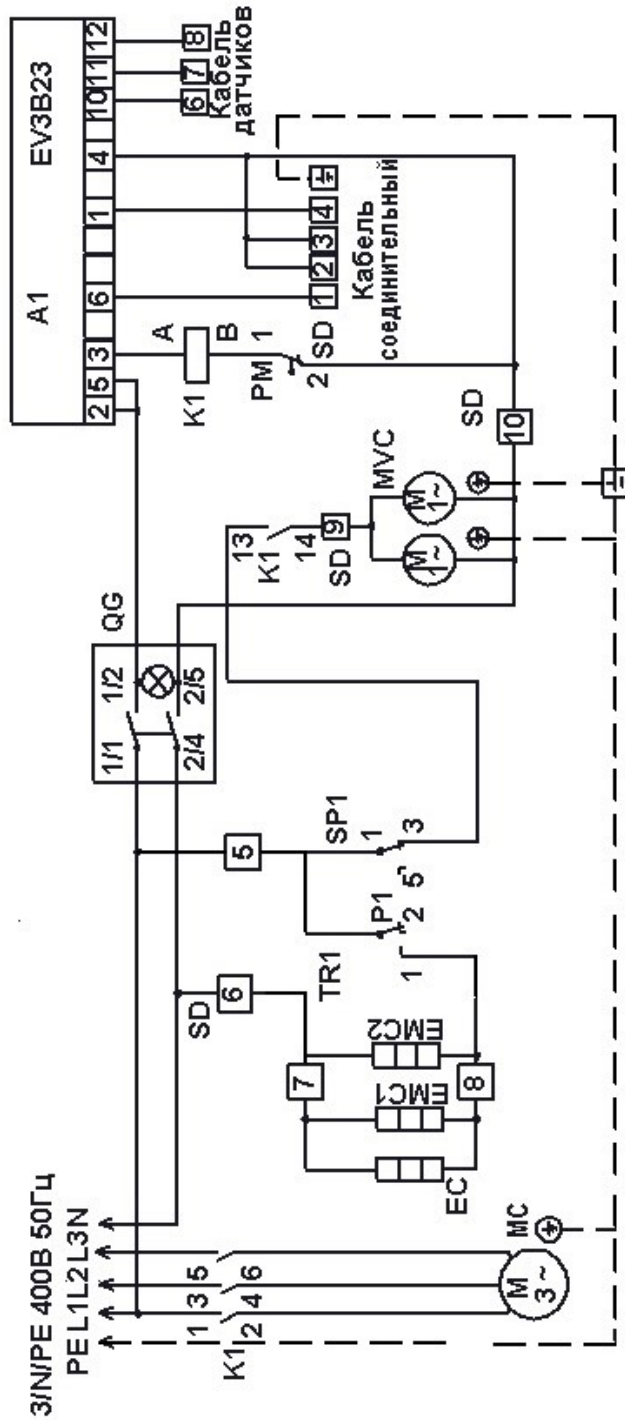 3/N/PE 400В 50Гц
PE L1 L2 L3 N
1 3 5
K1
2 4 6
M
3 ~
MC
EC
EMC1
EMC2
7
8
SD
6
TR1
1
P1
2
5
SP1
1
5
3
1/1 1/2
QG
2/4 2/5
13
K1
14
SD
9
MVC
M
1~
M
1~
SD
10
A1 EV3B23
2 5 3 6 1 4 10 11 12
K1
A
B
PM
1
2
SD
1 2 3 4
Кабель
соединительный
6 7 8
Кабель
датчиков